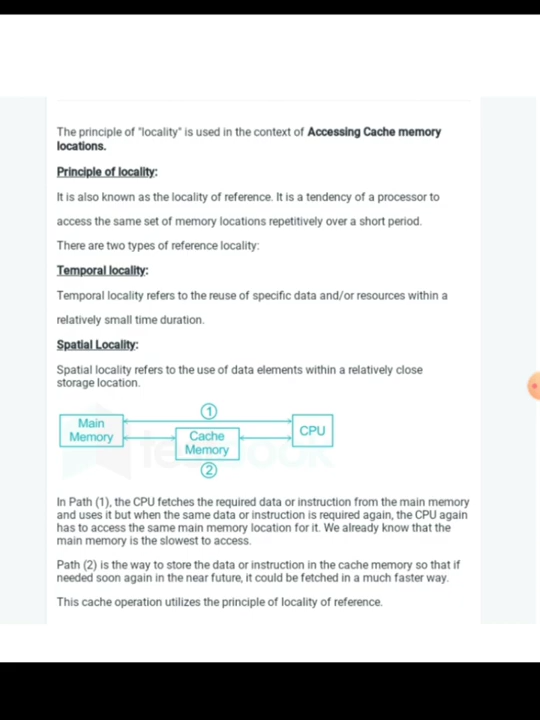 The principle of "locality" is used in the context of Accessing Cache memory
locations.
Principle of locality:
It is also known as the locality of reference. It is a tendency of a processor to
access the same set of memory locations repetitively over a short period.
There are two types of reference locality:
Temporal locality:
Temporal locality refers to the reuse of specific data and/or resources within a
relatively small time duration.
Spatial Locality:
Spatial locality refers to the use of data elements within a relatively close
storage location.
1
Main
Memory
Cache
Memory
CPU
2
In Path (1), the CPU fetches the required data or instruction from the main memory
and uses it but when the same data or instruction is required again, the CPU again
has to access the same main memory location for it. We already know that the
main memory is the slowest to access.
Path (2) is the way to store the data or instruction in the cache memory so that if
needed soon again in the near future, it could be fetched in a much faster way.
This cache operation utilizes the principle of locality of reference.